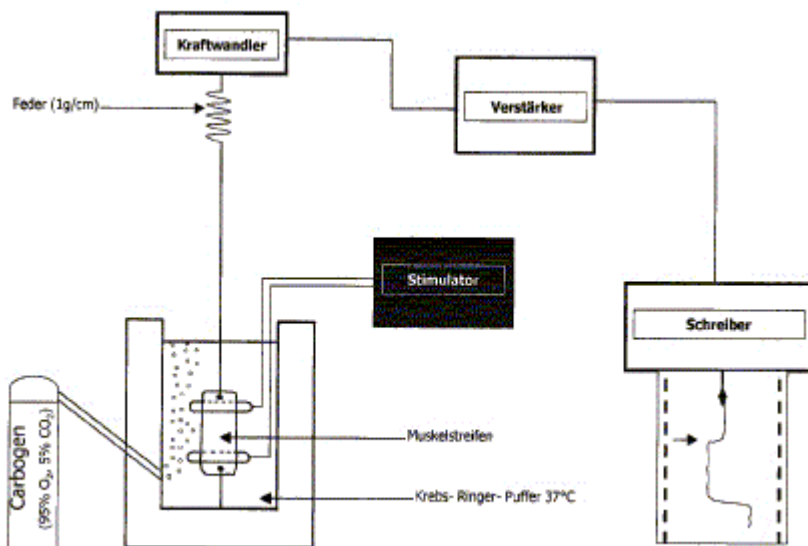 Kraftwandler
Feder (1g/cm)
Verstärker
Stimulator
Schreiber
Muskelstreifen
Krebs- Ringer- Puffer 37°C
Carbogen
(95% O₂, 5% CO₂)